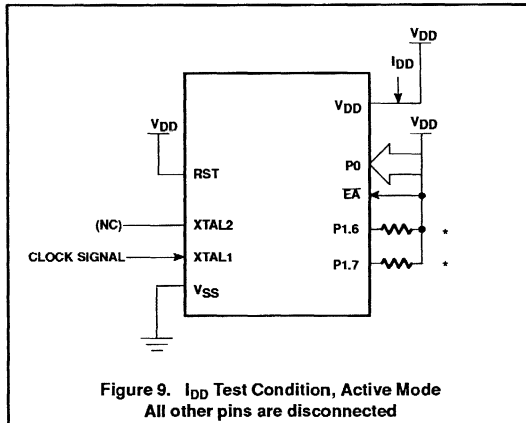 VDD
IDD
VDD
VDD
VDD
P0
RST
EA
(NC)
XTAL2
P1.6
*
CLOCK SIGNAL
XTAL1
P1.7
*
VSS
Figure 9. IDD Test Condition, Active Mode
All other pins are disconnected